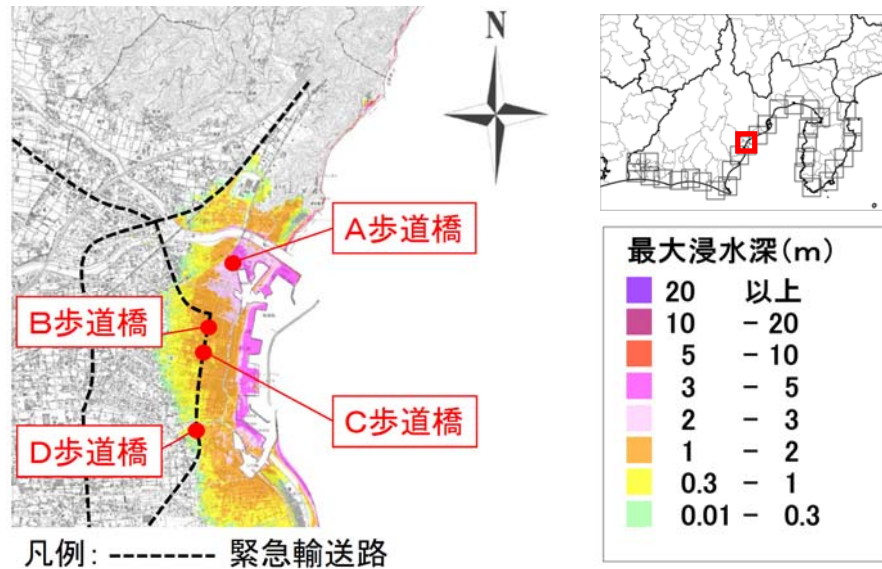 N
A歩道橋
B歩道橋
C歩道橋
D歩道橋
凡例: -------- 緊急輸送路
最大浸水深(m)
20 以上
10 - 20
5 - 10
3 - 5
2 - 3
1 - 2
0.3 - 1
0.01 - 0.3